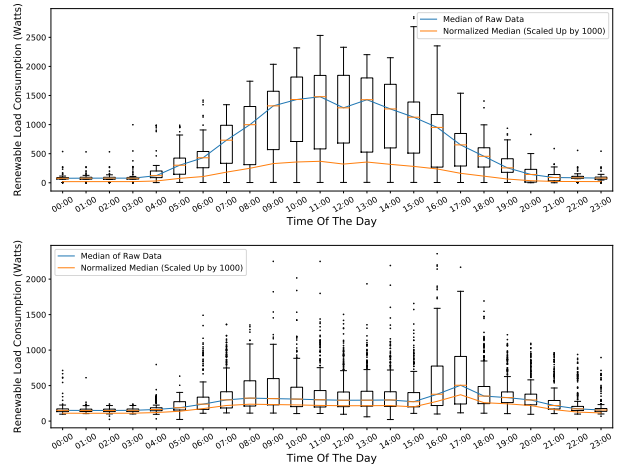 Renewable Load Consumption (Watts)
2500
2000
1500
1000
500
0
Median of Raw Data
Normalized Median (Scaled Up by 1000)
00:00 01:00 02:00 03:00 04:00 05:00 06:00 07:00 08:00 09:00 10:00 11:00 12:00 13:00 14:00 15:00 16:00 17:00 18:00 19:00 20:00 21:00 22:00 23:00
Time Of The Day
Renewable Load Consumption (Watts)
2000
1500
1000
500
0
Median of Raw Data
Normalized Median (Scaled Up by 1000)
00:00 01:00 02:00 03:00 04:00 05:00 06:00 07:00 08:00 09:00 10:00 11:00 12:00 13:00 14:00 15:00 16:00 17:00 18:00 19:00 20:00 21:00 22:00 23:00
Time Of The Day